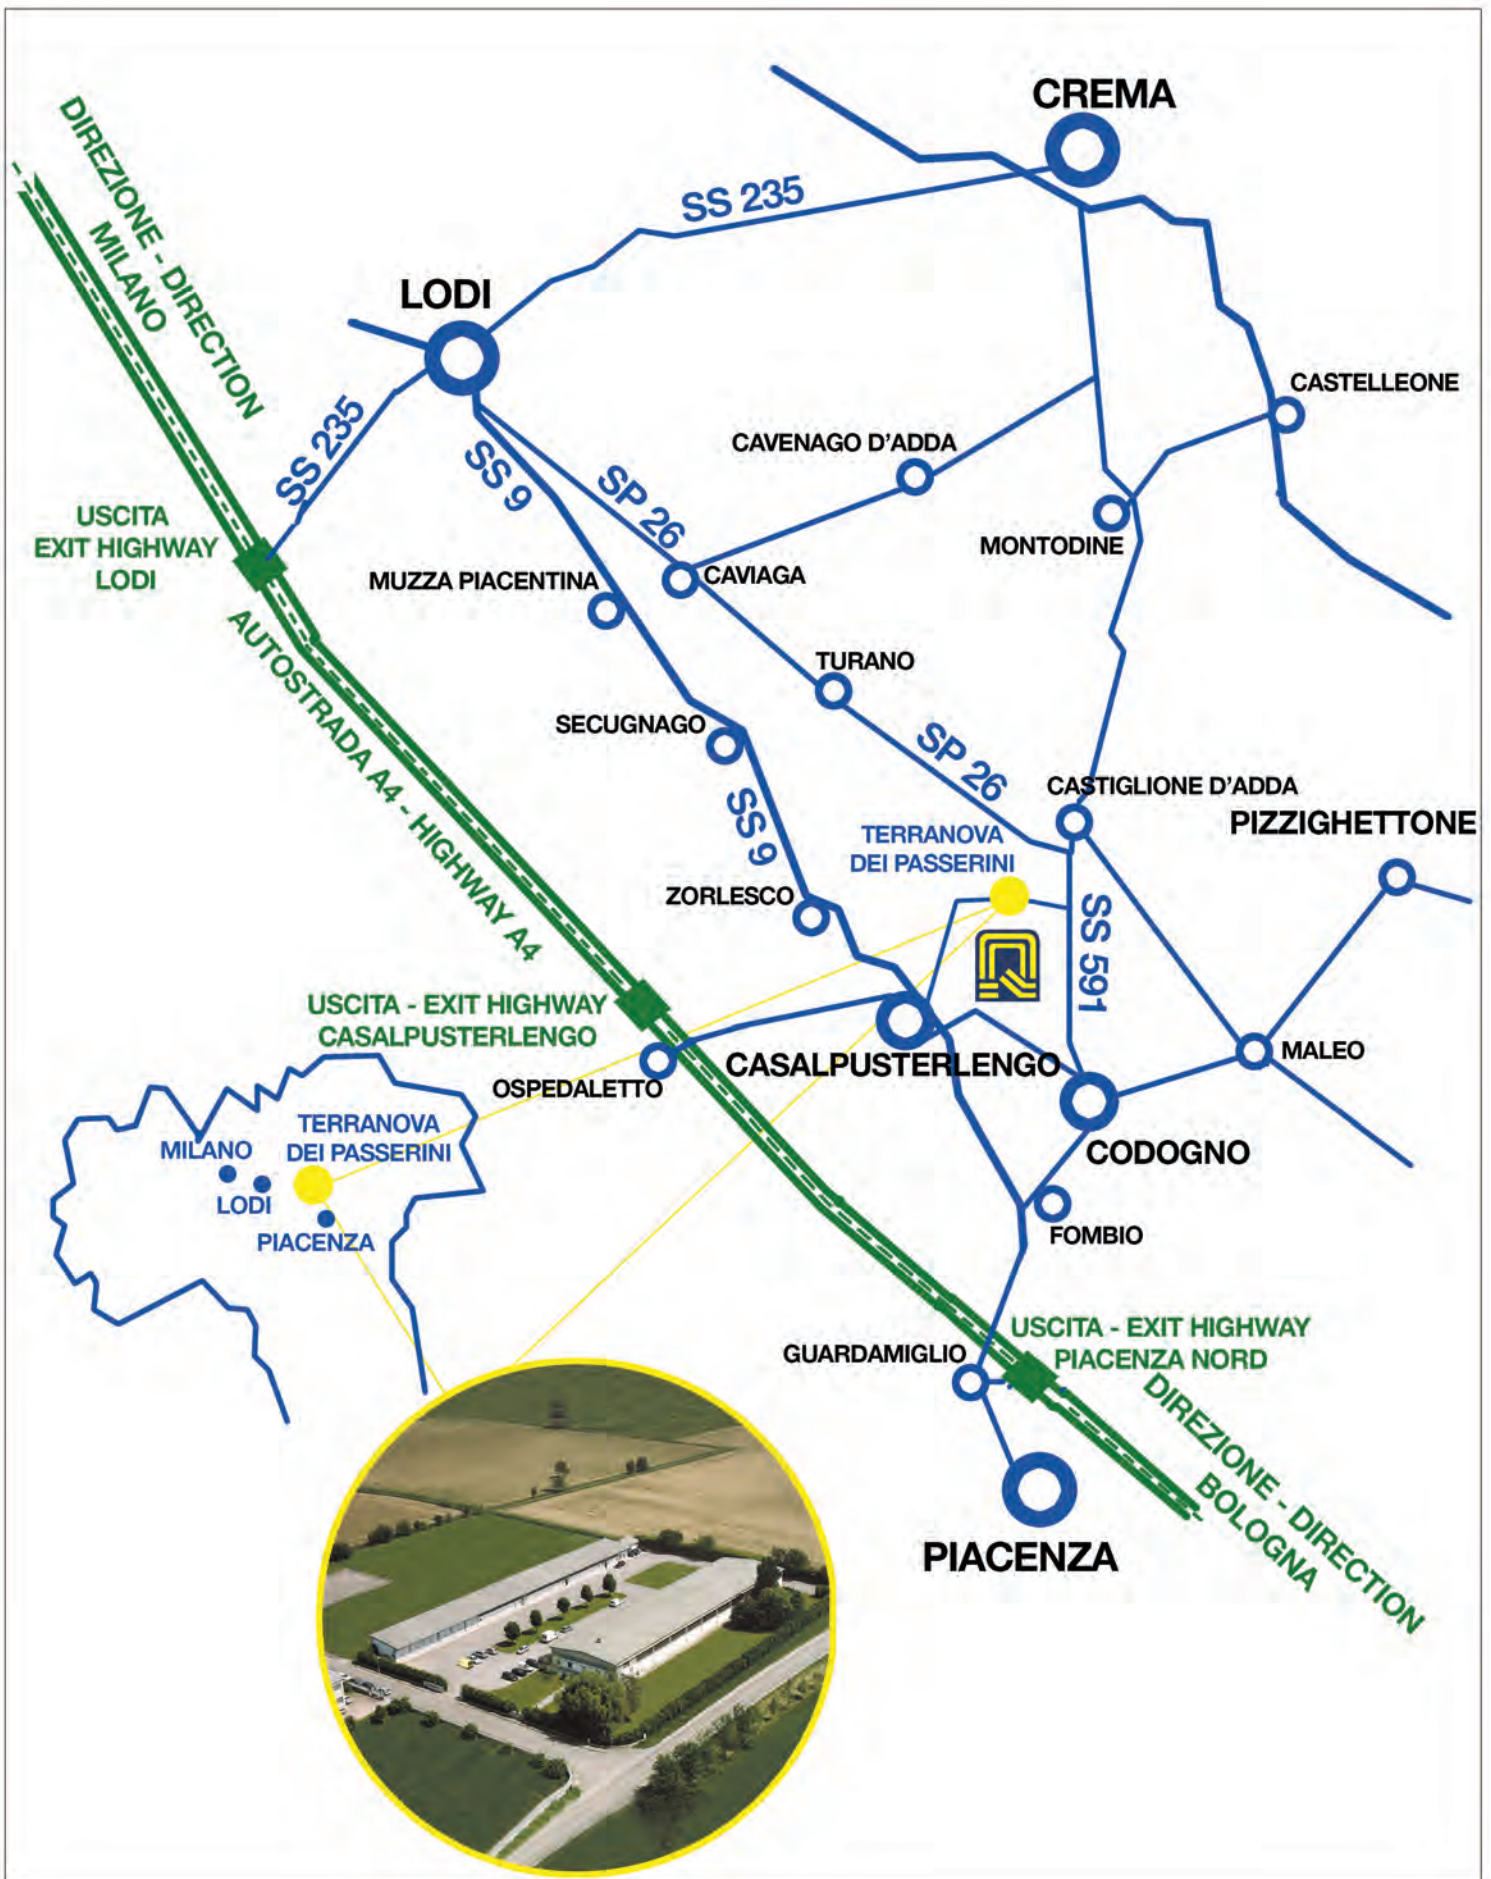 CREMA
DIREZIONE - DIRECTION
MILANO
SS 235
LODI
CASTELLEONE
SS 235
CAVENAGO D'ADDA
SS 9
SP 26
USCITA
EXIT HIGHWAY
LODI
MONTODINE
MUZZA PIACENTINA
CAVIAGA
AUTOSTRADA A4 - HIGHWAY A4
TURANO
SECUGNAGO
SP 26
CASTIGLIONE D'ADDA
PIZZIGHETTONE
SS 9
TERRANOVA
DEI PASSERINI
ZORLESCO
SS 591
USCITA - EXIT HIGHWAY
CASALPUSTERLENGO
CASALPUSTERLENGO
MALEO
OSPEDALETTO
TERRANOVA
DEI PASSERINI
MILANO
LODI
PIACENZA
CODOGNO
FOMBIO
USCITA - EXIT HIGHWAY
PIACENZA NORD
GUARDAMIGLIO
DIREZIONE - DIRECTION
BOLOGNA
PIACENZA